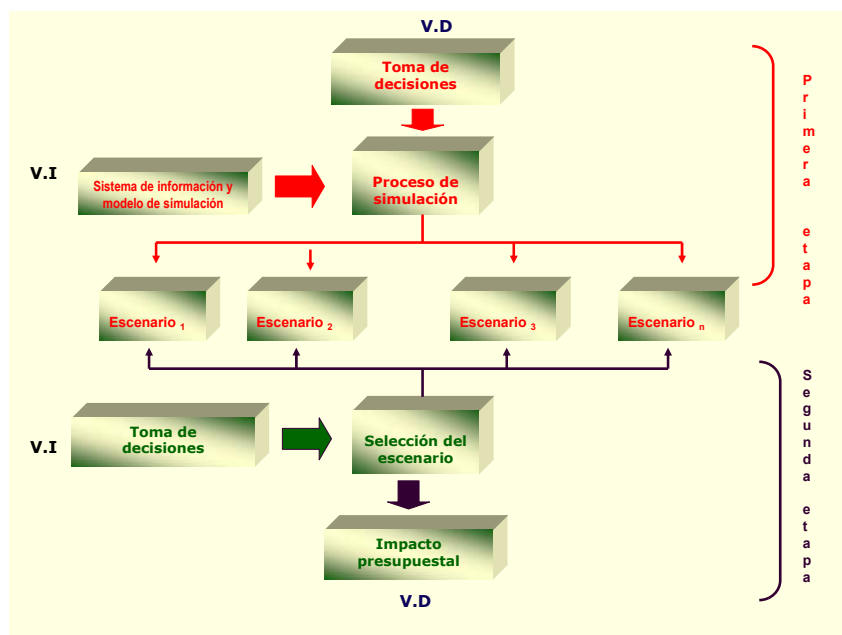 V.D
Toma de
decisiones
V.I
Sistema de información y
modelo de simulación
Proceso de
simulación
Escenario 1
Escenario 2
Escenario 3
Escenario n
Primera etapa
V.I
Toma de
decisiones
Selección del
escenario
Impacto
presupuestal
V.D
Segunda etapa